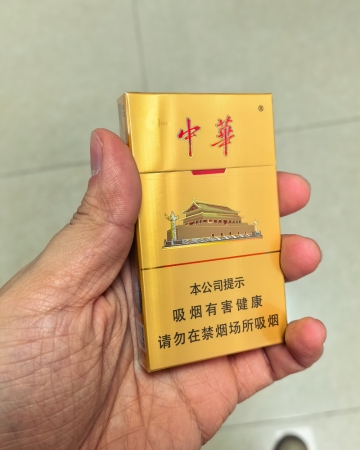 中華
®
本公司提示
吸烟有害健康
请勿在禁烟场所吸烟